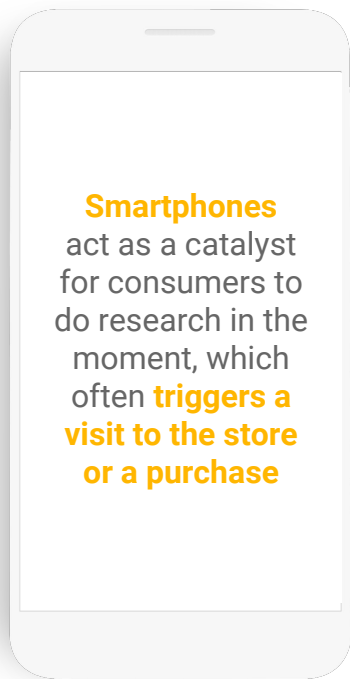 Smartphones
act as a catalyst
for consumers to
do research in the
moment, which
often triggers a
visit to the store
or a purchase